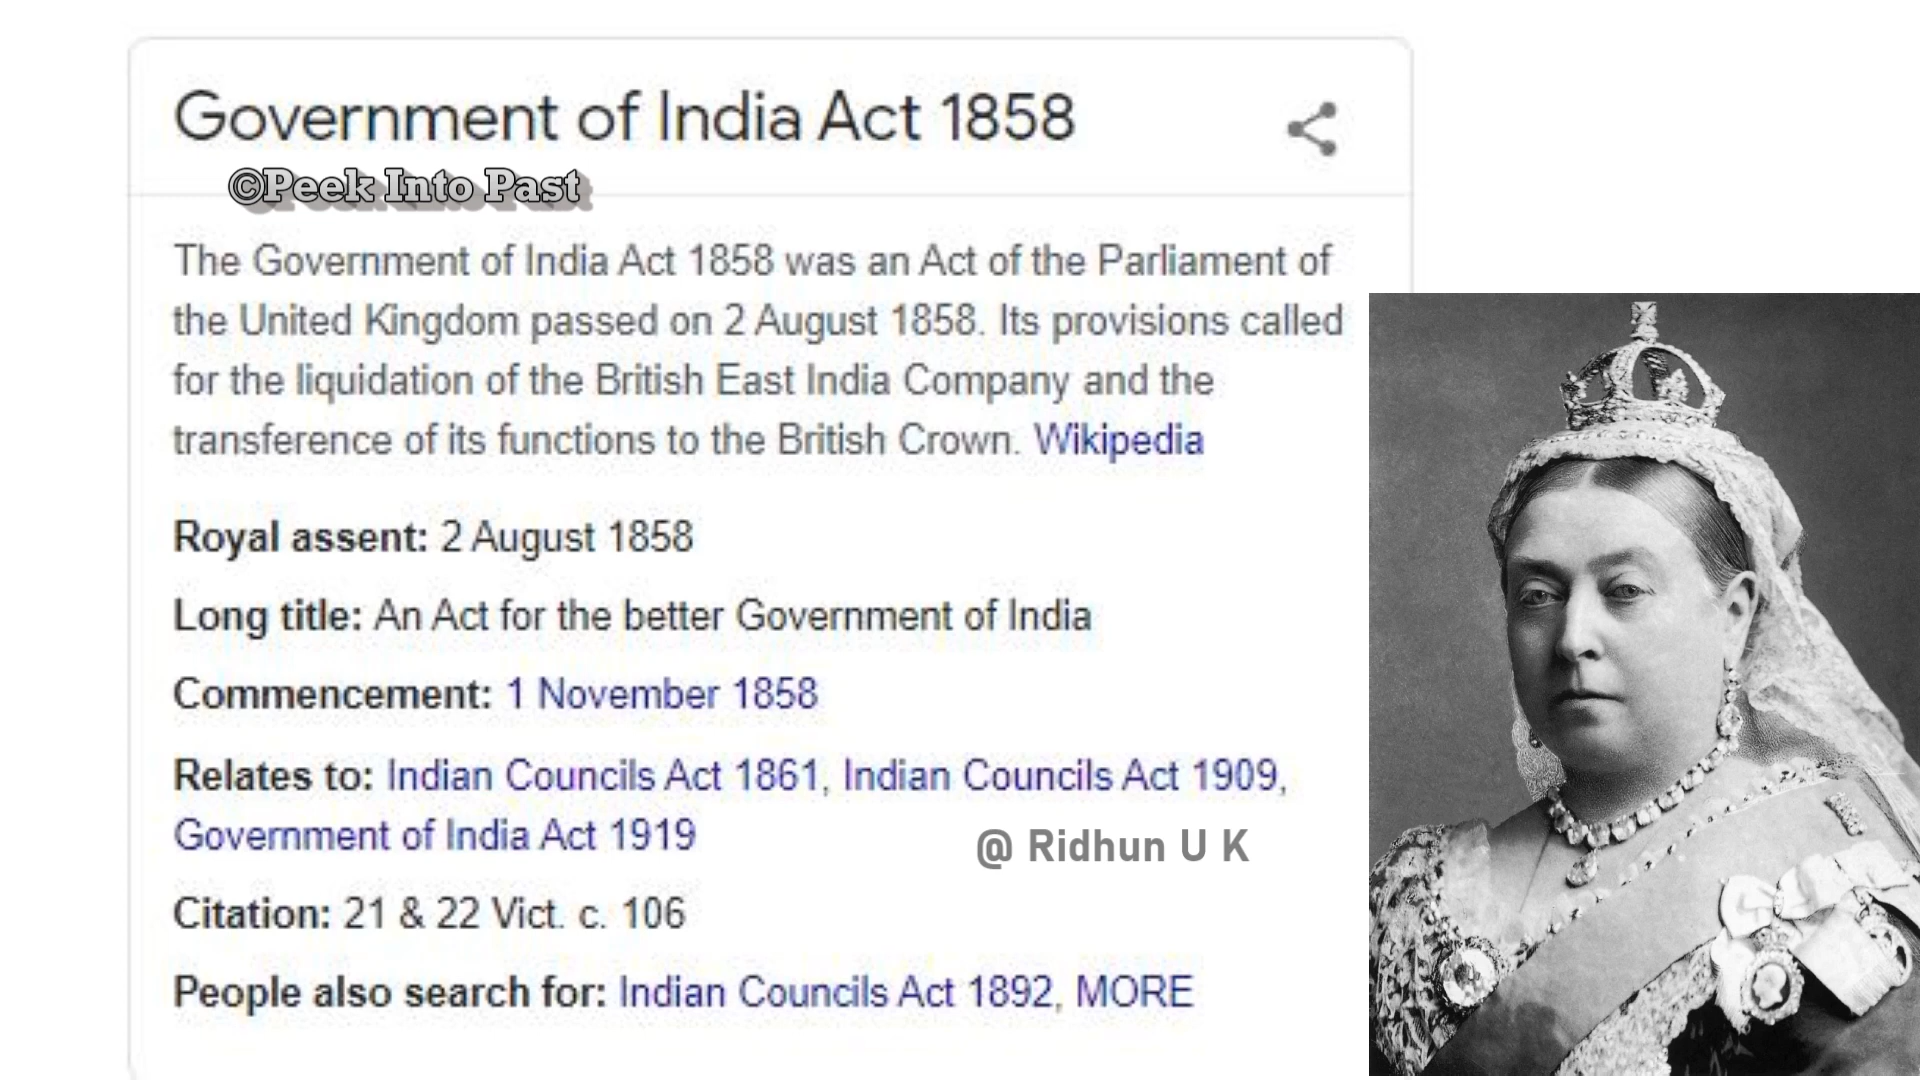 Government of India Act 1858
©Peek Into Past
The Government of India Act 1858 was an Act of the Parliament of
the United Kingdom passed on 2 August 1858. Its provisions called
for the liquidation of the British East India Company and the
transference of its functions to the British Crown. Wikipedia
Royal assent: 2 August 1858
Long title: An Act for the better Government of India
Commencement: 1 November 1858
Relates to: Indian Councils Act 1861, Indian Councils Act 1909,
Government of India Act 1919
@ Ridhun U K
Citation: 21 & 22 Vict. c. 106
People also search for: Indian Councils Act 1892, MORE